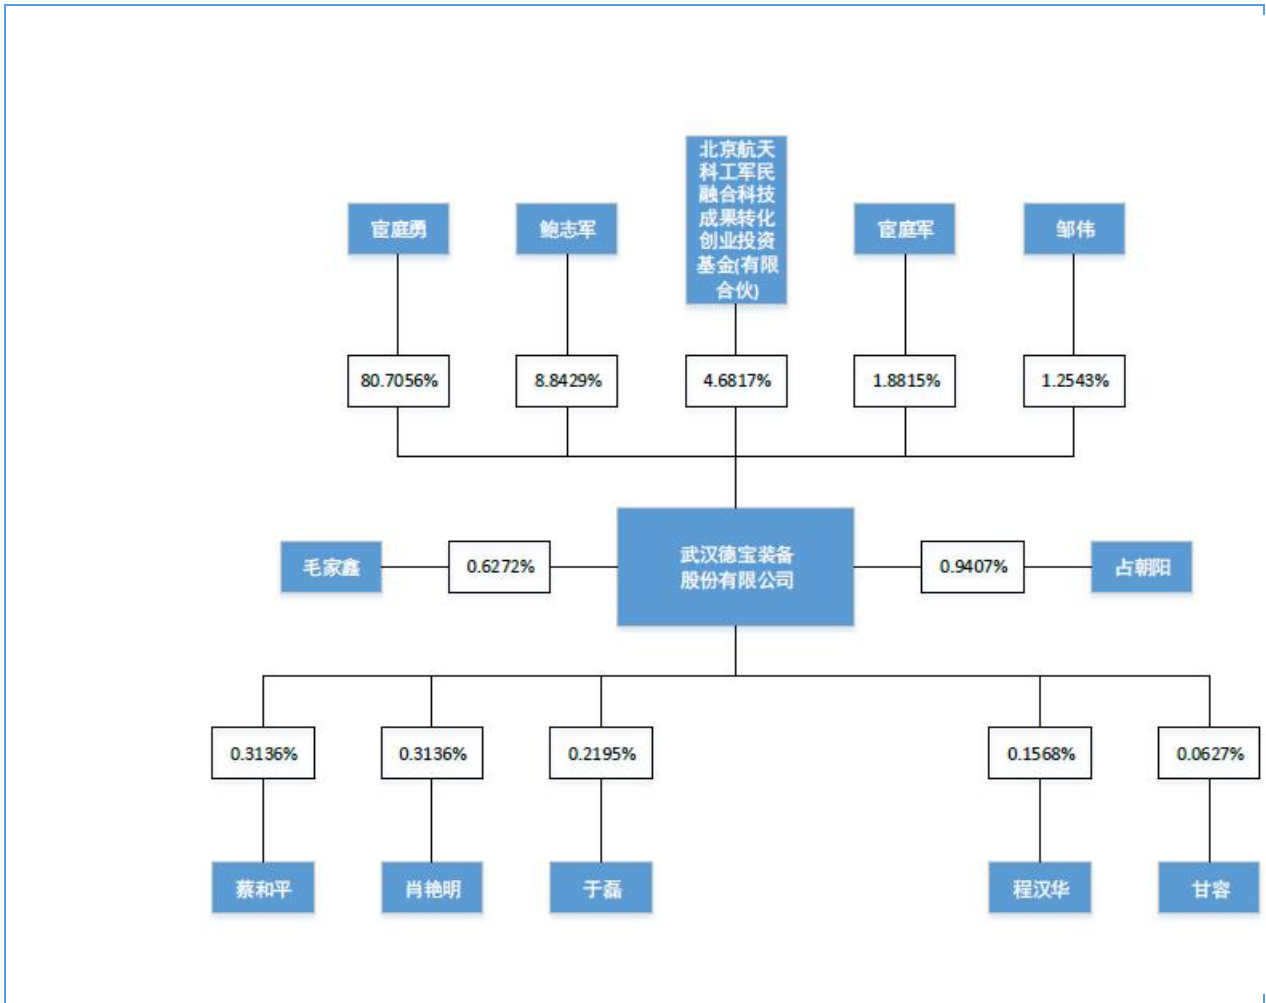 北京航天
科工军民
融合科技
成果转化
创业投资
基金(有限
合伙)
宦庭勇
鲍志军
宦庭军
邹伟
80.7056%
8.8429%
4.6817%
1.8815%
1.2543%
武汉德宝装备
股份有限公司
毛家鑫
0.6272%
0.9407%
占朝阳
0.3136%
0.3136%
0.2195%
0.1568%
0.0627%
蔡和平
肖艳明
于磊
程汉华
甘容